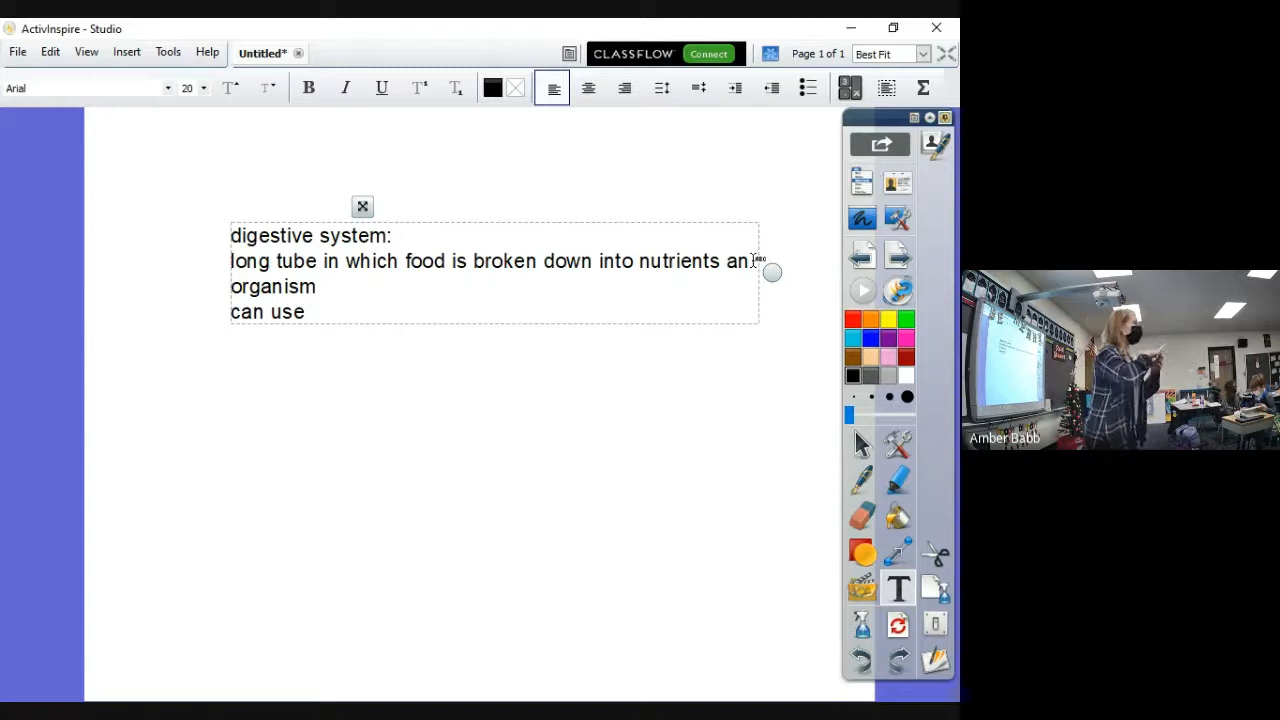 ActivInspire - Studio
File Edit View Insert Tools Help Untitled*
CLASSFLOW Connect Page 1 of 1 Best Fit
Arial 20
digestive system:
long tube in which food is broken down into nutrients an
organism
can use
Amber Babb